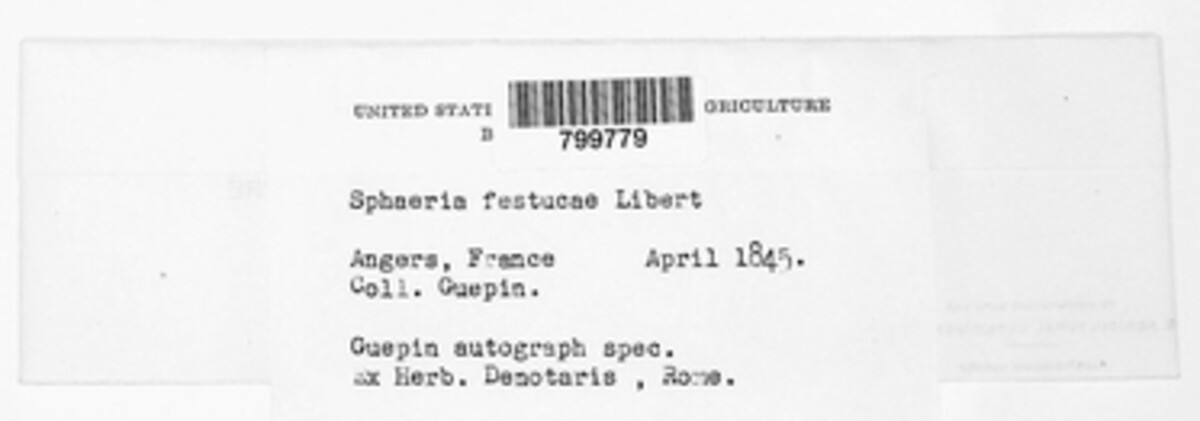 UNITED STATE GRICULTURE
B
799779
Sphaeria festucae Libert
Angers, France April 1845.
Coll. Guepin.
Guepin autograph spec.
ex Herb. Denotaris , Rome.